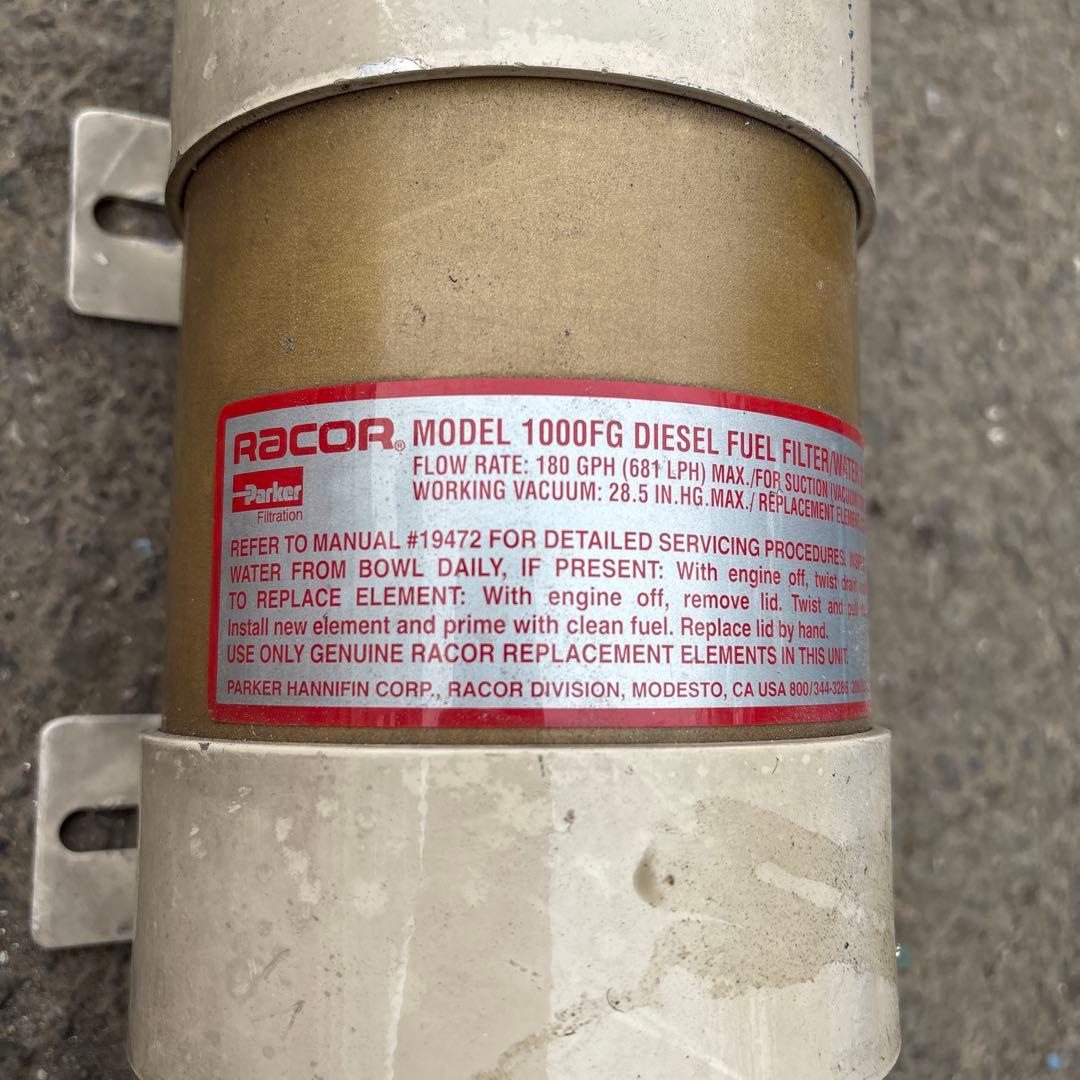 RACOR® MODEL 1000FG DIESEL FUEL FILTER/WATER
Parker
Filtration
FLOW RATE: 180 GPH (681 LPH) MAX./FOR SUCTION (VACUUM
WORKING VACUUM: 28.5 IN.HG.MAX./ REPLACEMENT ELEMENT
REFER TO MANUAL #19472 FOR DETAILED SERVICING PROCEDURES.
WATER FROM BOWL DAILY, IF PRESENT: With engine off, twist drain
TO REPLACE ELEMENT: With engine off, remove lid. Twist and pull
Install new element and prime with clean fuel. Replace lid by hand.
USE ONLY GENUINE RACOR REPLACEMENT ELEMENTS IN THIS UNIT.
PARKER HANNIFIN CORP., RACOR DIVISION, MODESTO, CA USA 800/344-3286